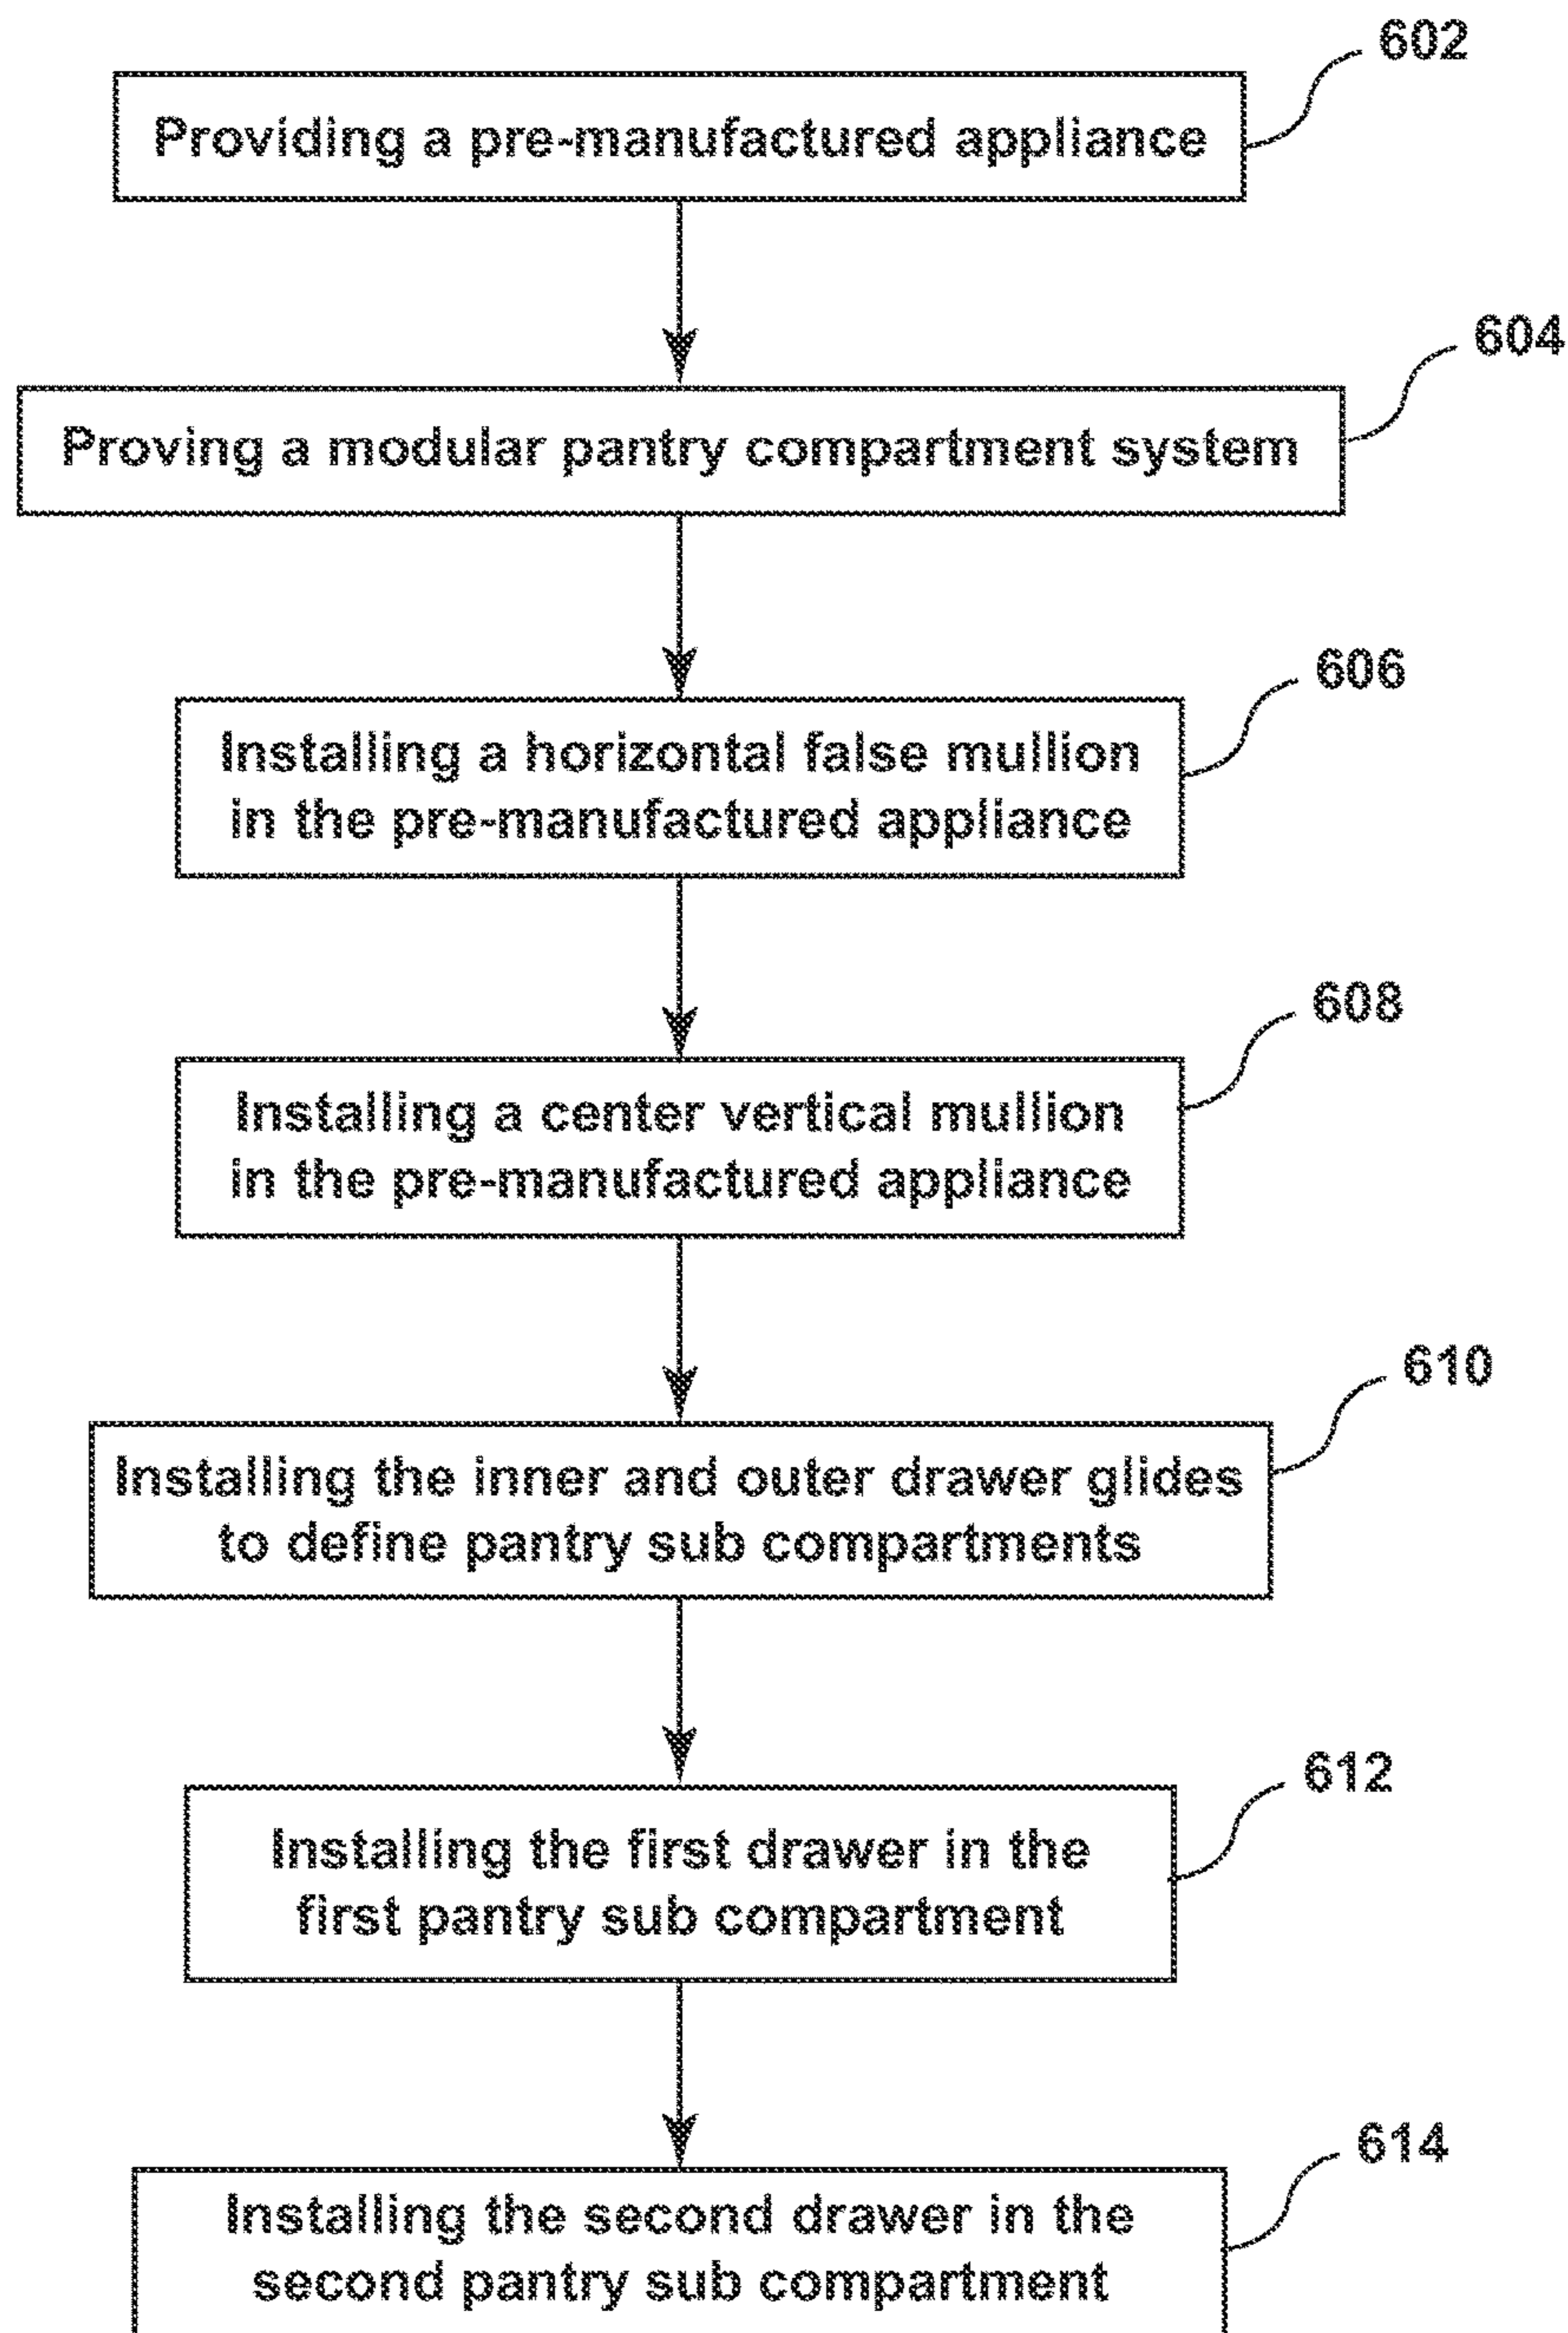 602
Providing a pre-manufactured appliance
604
Proving a modular pantry compartment system
606
Installing a horizontal false mullion
in the pre-manufactured appliance
608
Installing a center vertical mullion
in the pre-manufactured appliance
610
Installing the inner and outer drawer glides
to define pantry sub compartments
612
Installing the first drawer in the
first pantry sub compartment
614
Installing the second drawer in the
second pantry sub compartment